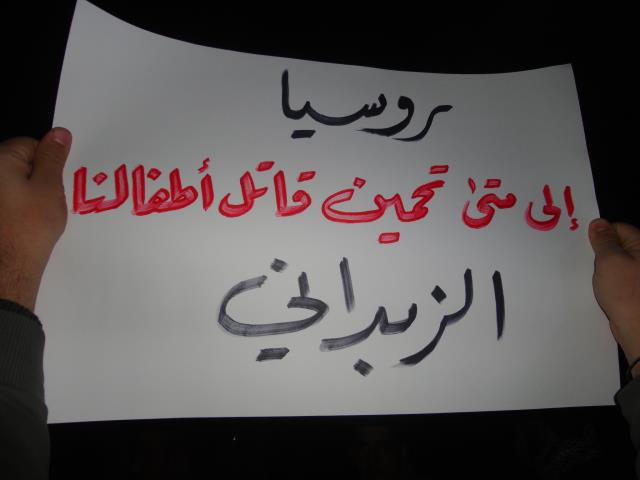 روسيا
إلى متى تحمين قاتل أطفالنا
الزبداني